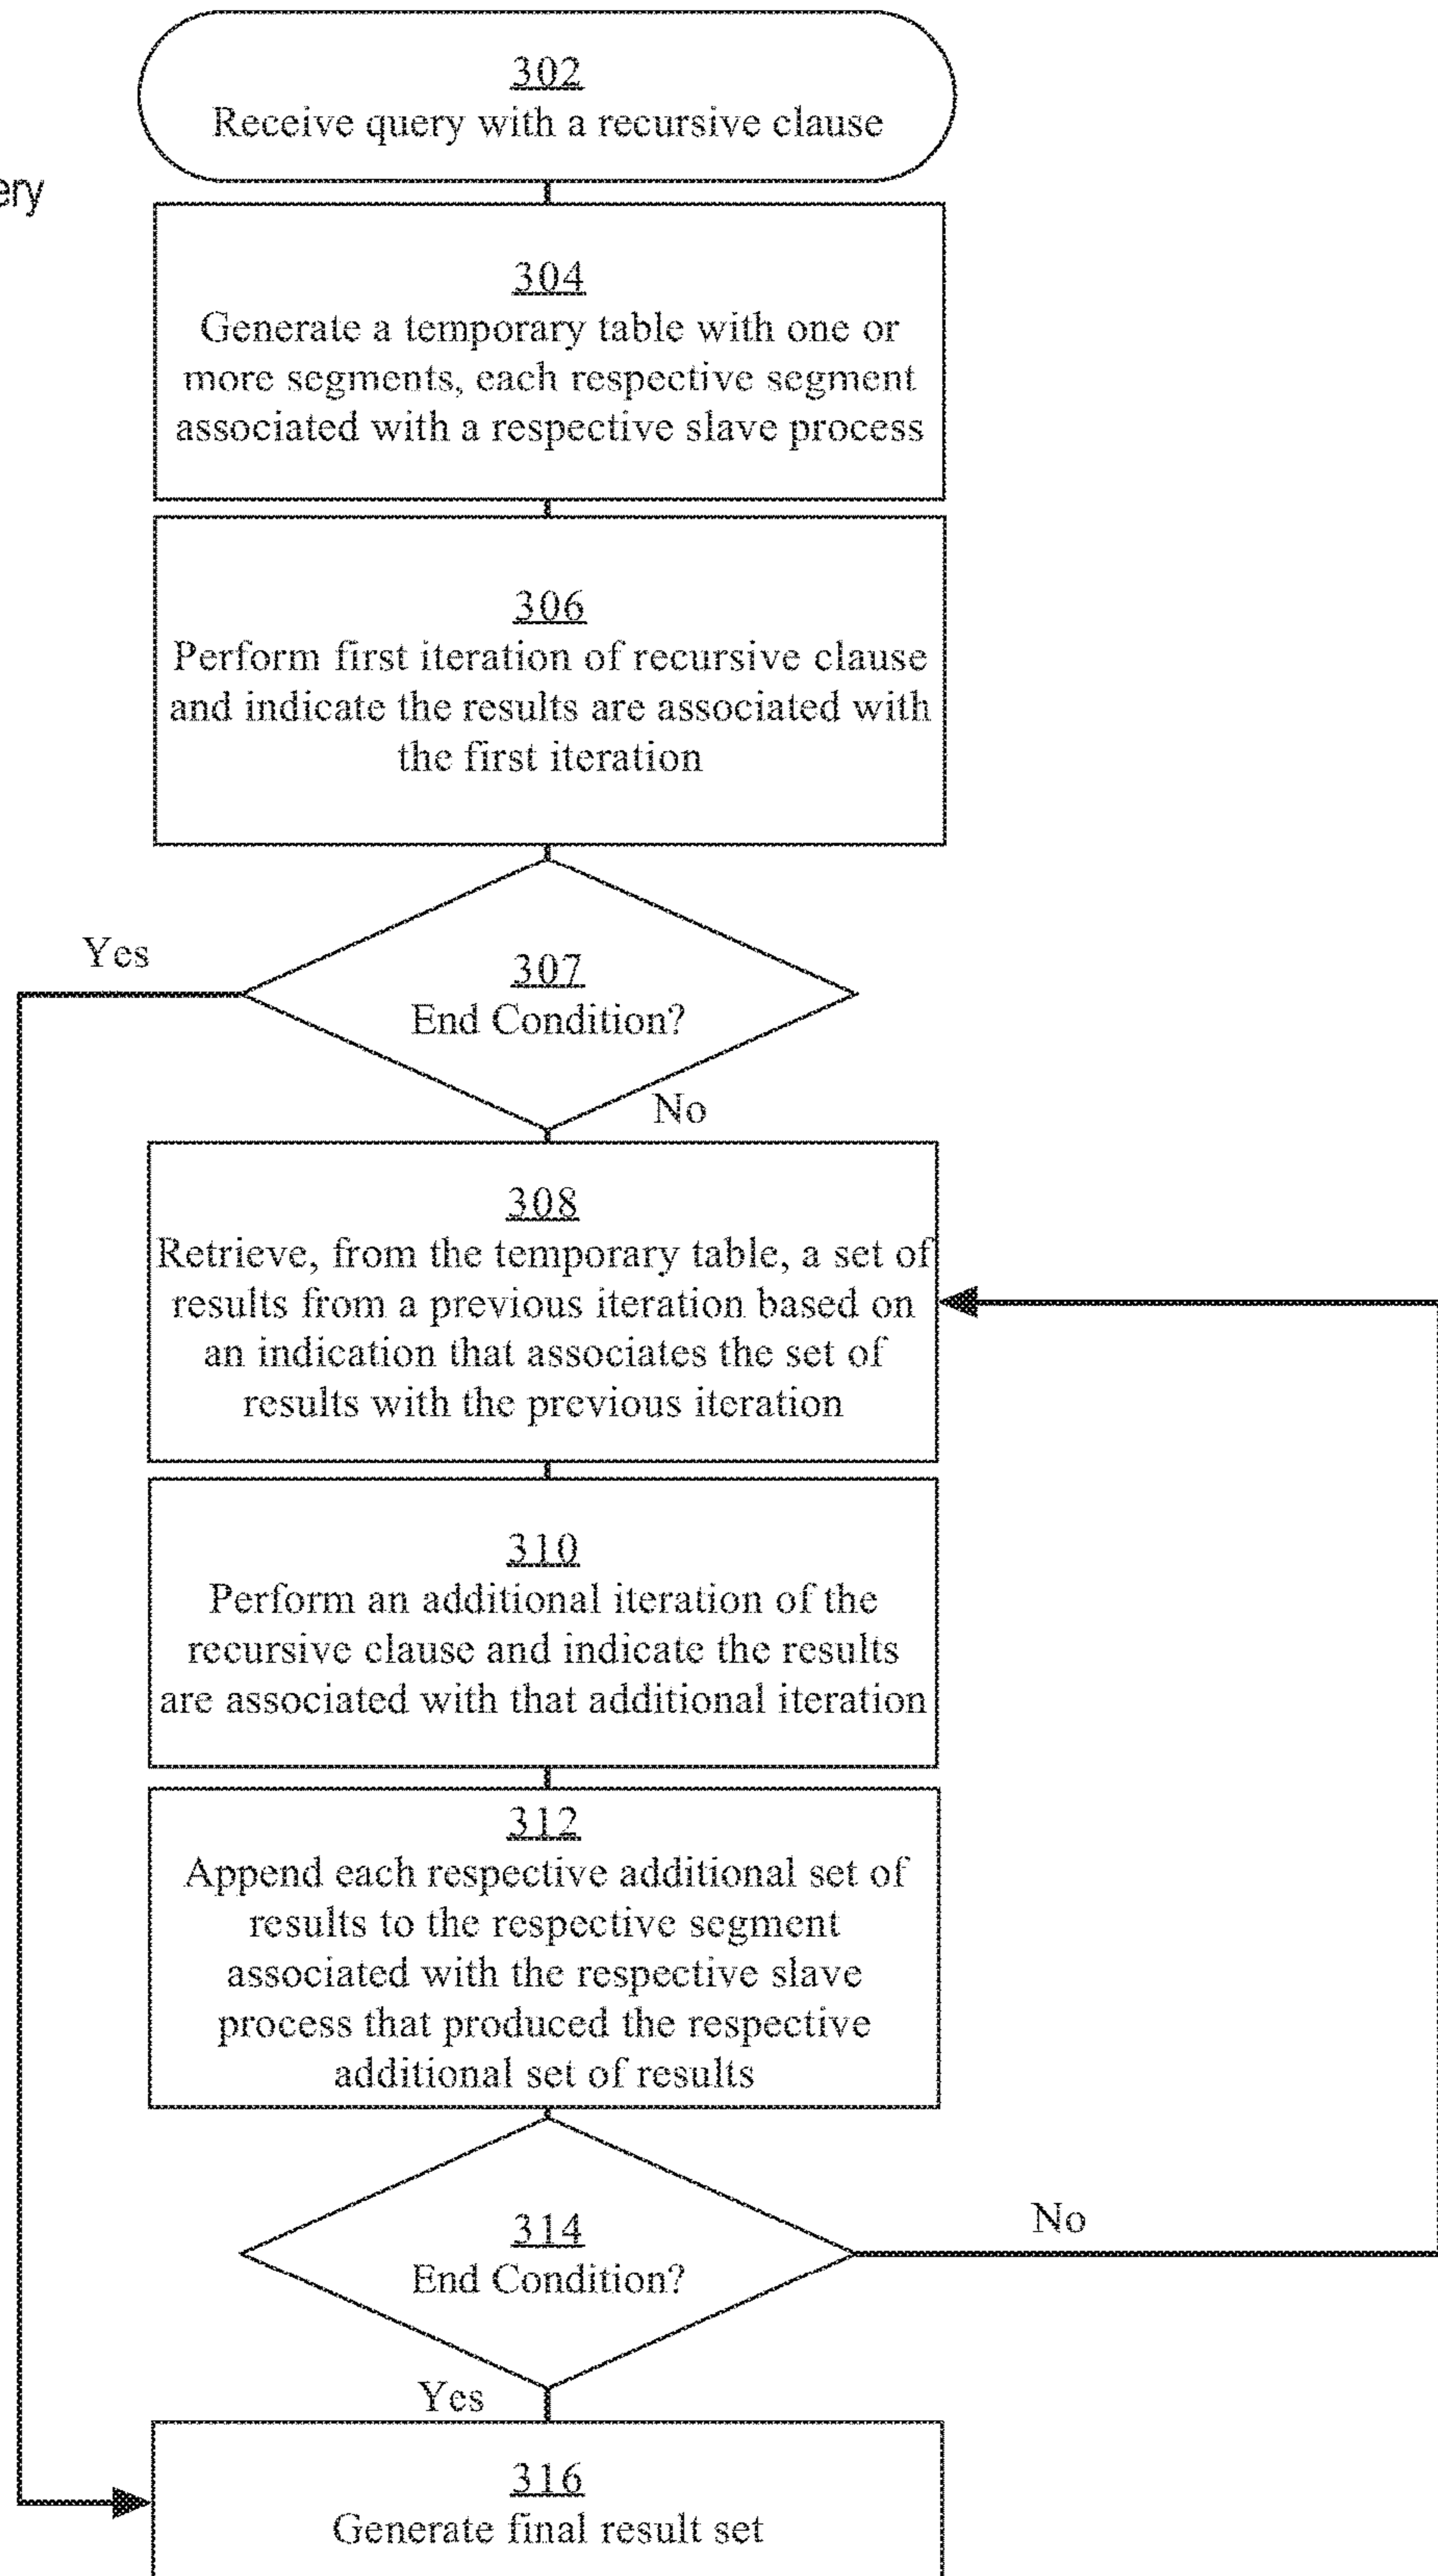 302
Receive query with a recursive clause
ery
304
Generate a temporary table with one or
more segments, each respective segment
associated with a respective slave process
306
Perform first iteration of recursive clause
and indicate the results are associated with
the first iteration
Yes
307
End Condition?
No
308
Retrieve, from the temporary table, a set of
results from a previous iteration based on
an indication that associates the set of
results with the previous iteration
310
Perform an additional iteration of the
recursive clause and indicate the results
are associated with that additional iteration
312
Append each respective additional set of
results to the respective segment
associated with the respective slave
process that produced the respective
additional set of results
314
End Condition?
No
Yes
316
Generate final result set